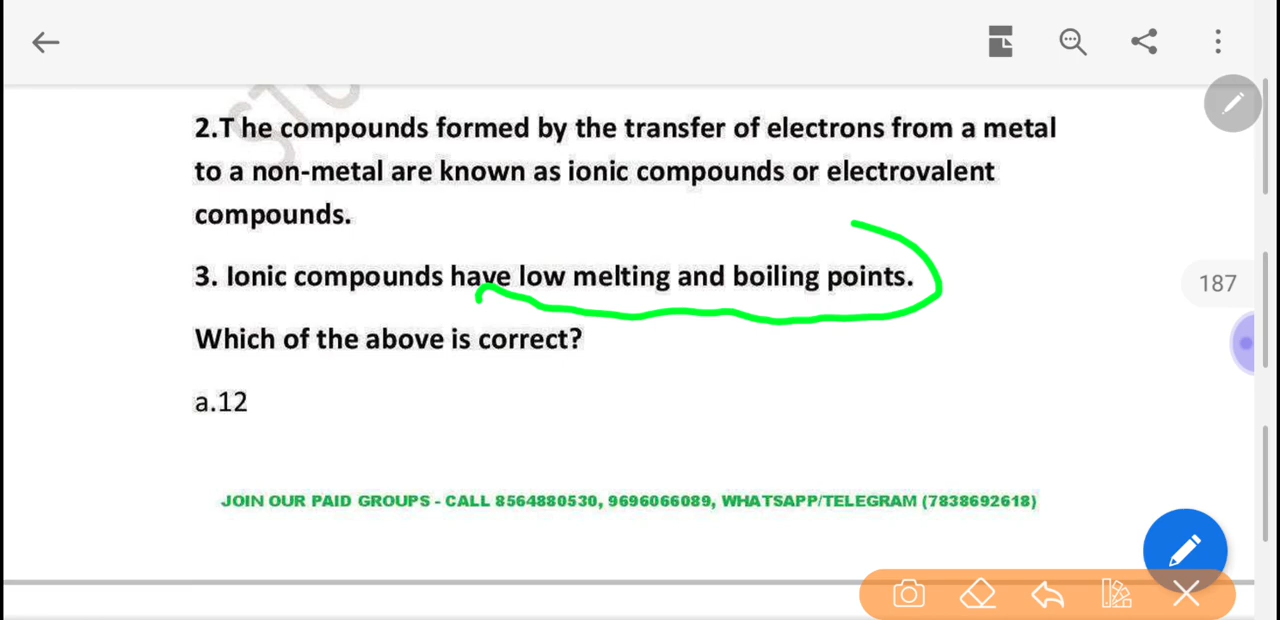 2.T he compounds formed by the transfer of electrons from a metal
to a non-metal are known as ionic compounds or electrovalent
compounds.
3. Ionic compounds have low melting and boiling points.
187
Which of the above is correct?
a.12
JOIN OUR PAID GROUPS - CALL 8564880530, 9696066089, WHATSAPP/TELEGRAM (7838692618)